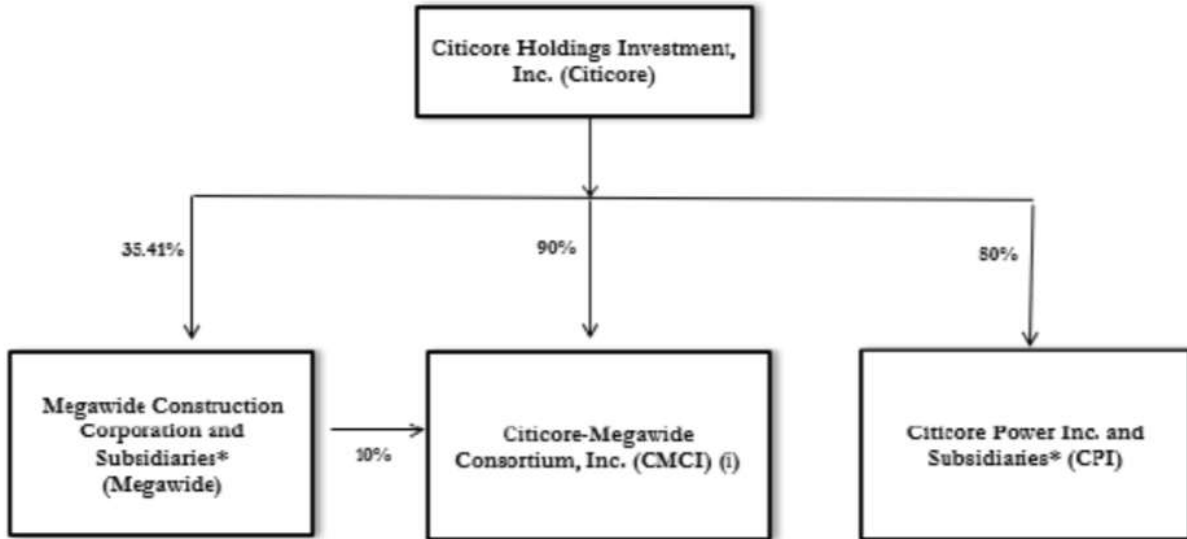 Citicore Holdings Investment,
Inc. (Citicore)
35.41%
90%
80%
Megawide Construction
Corporation and
Subsidiaries*
(Megawide)
10%
Citicore-Megawide
Consortium, Inc. (CMCI) (i)
Citicore Power Inc. and
Subsidiaries* (CPI)